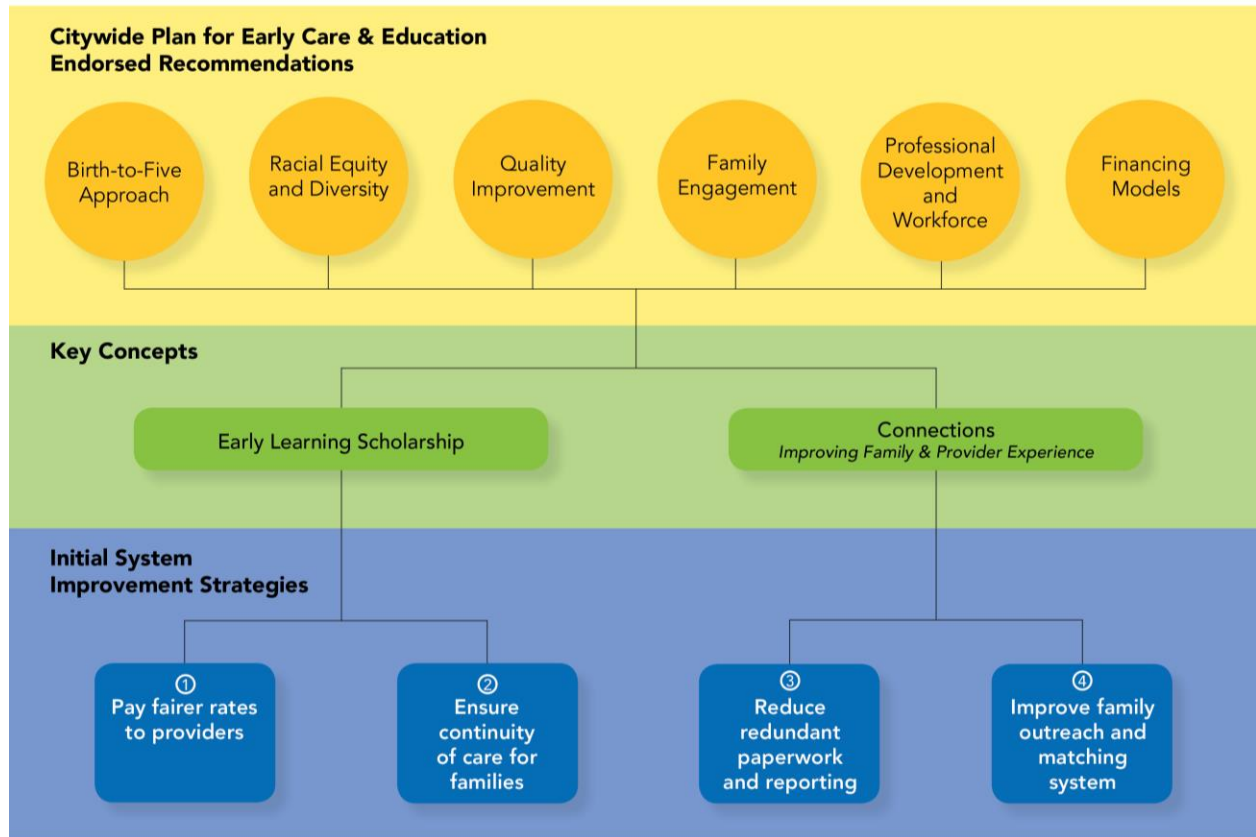 Citywide Plan for Early Care & Education
Endorsed Recommendations
Birth-to-Five
Approach
Racial Equity
and Diversity
Quality
Improvement
Family
Engagement
Professional
Development
and
Workforce
Financing
Models
Key Concepts
Early Learning Scholarship
Connections
Improving Family & Provider Experience
Initial System
Improvement Strategies
①
Pay fairer rates
to providers
②
Ensure
continuity
of care for
families
③
Reduce
redundant
paperwork
and reporting
④
Improve family
outreach and
matching
system